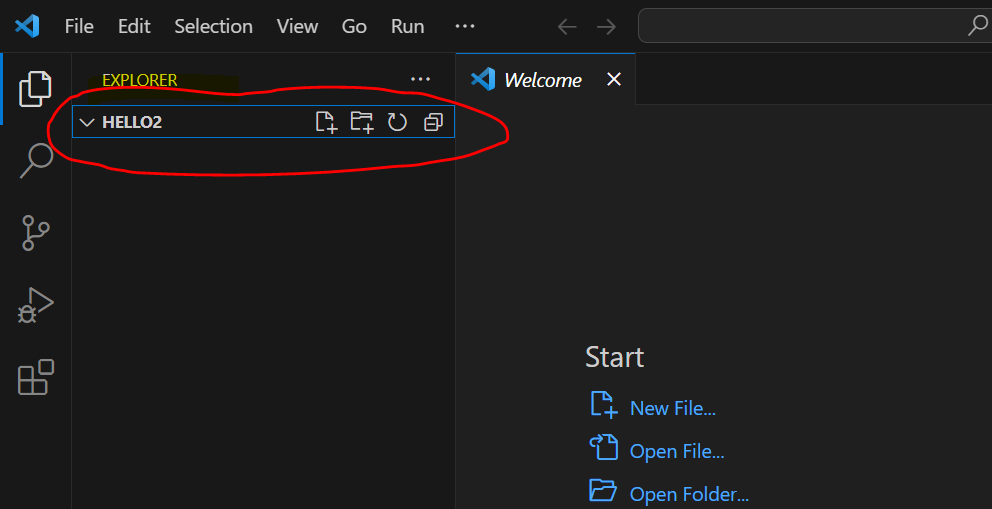 File Edit Selection View Go Run ...
EXPLORER ...
Welcome
HELLO2
Start
New File...
Open File...
Open Folder...